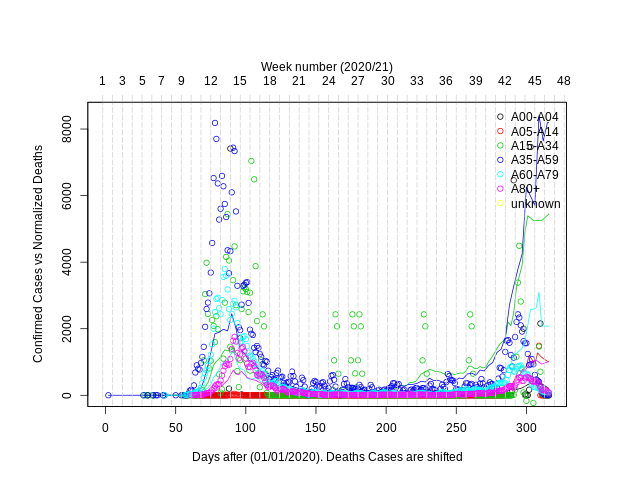 Week number (2020/21)
1 3 5 7 9 12 15 18 21 24 27 30 33 36 39 42 45 48
Confirmed Cases vs Normalized Deaths
8000
6000
4000
2000
0
A00-A04
A05-A14
A15-A34
A35-A59
A60-A79
A80+
unknown
0 50 100 150 200 250 300
Days after (01/01/2020). Deaths Cases are shifted